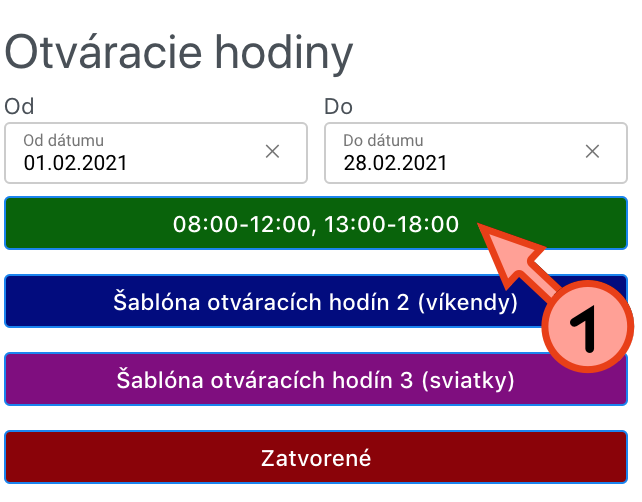 Otváracie hodiny
Od
Do
Od dátumu
01.02.2021
Do dátumu
28.02.2021
08:00-12:00, 13:00-18:00
Šablóna otváracích hodín 2 (víkendy)
1
Šablóna otváracích hodín 3 (sviatky)
Zatvorené